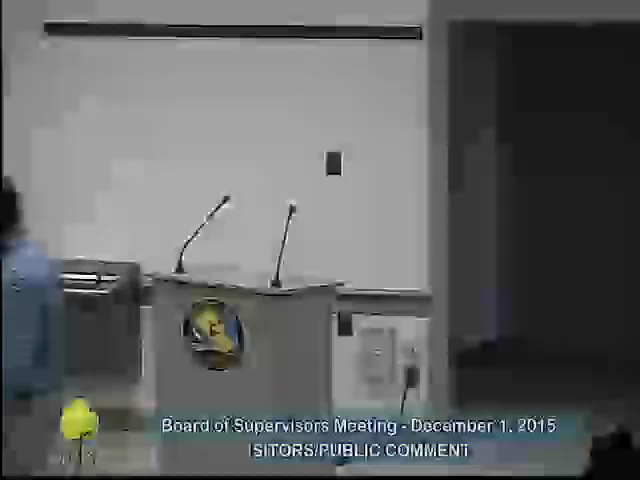 Board of Supervisors Meeting - December 1, 2015
ISITORS/PUBLIC COMMENT